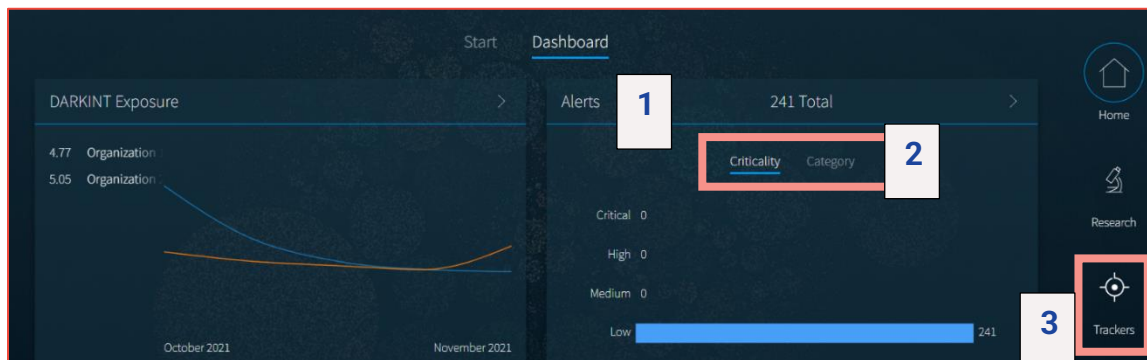 Start Dashboard
DARKINT Exposure
4.77 Organization
5.05 Organization
October 2021 November 2021
Alerts 1 241 Total
Criticality Category 2
Critical 0
High 0
Medium 0
Low 241
Home
Research
3 Trackers